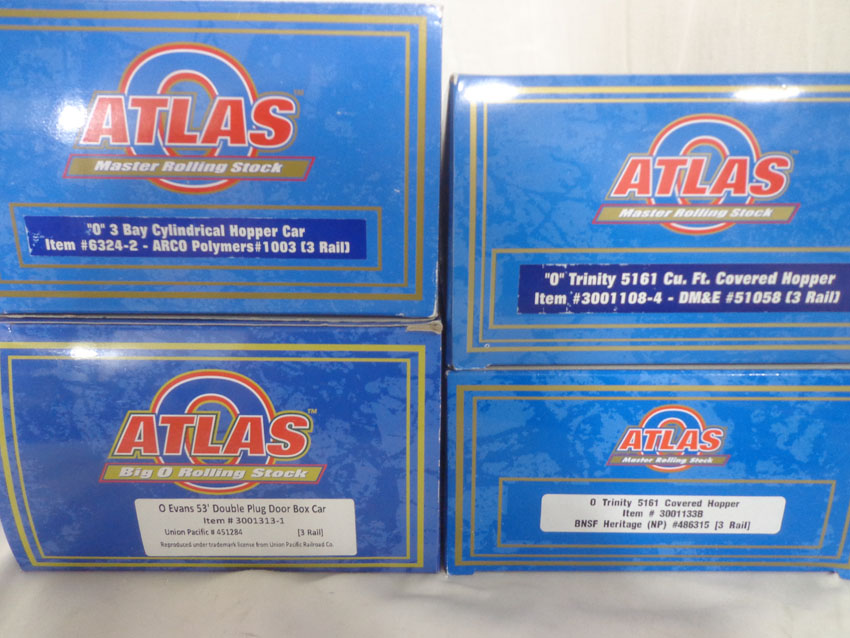 ATLAS™
Master Rolling Stock
"O" 3 Bay Cylindrical Hopper Car
Item #6324-2 - ARCO Polymers#1003 (3 Rail)
ATLAS
Master Rolling Stock
"O" Trinity 5161 Cu. Ft. Covered Hopper
Item #3001108-4 - DM&E #51058 (3 Rail)
ATLAS™
Big O Rolling Stock
O Evans 53' Double Plug Door Box Car
Item # 3001313-1
Union Pacific # 451284 [3 Rail]
Reproduced under trademark license from Union Pacific Railroad Co.
ATLAS
Master Rolling Stock
O Trinity 5161 Covered Hopper
Item # 3001133B
BNSF Heritage (NP) #486315 [3 Rail]